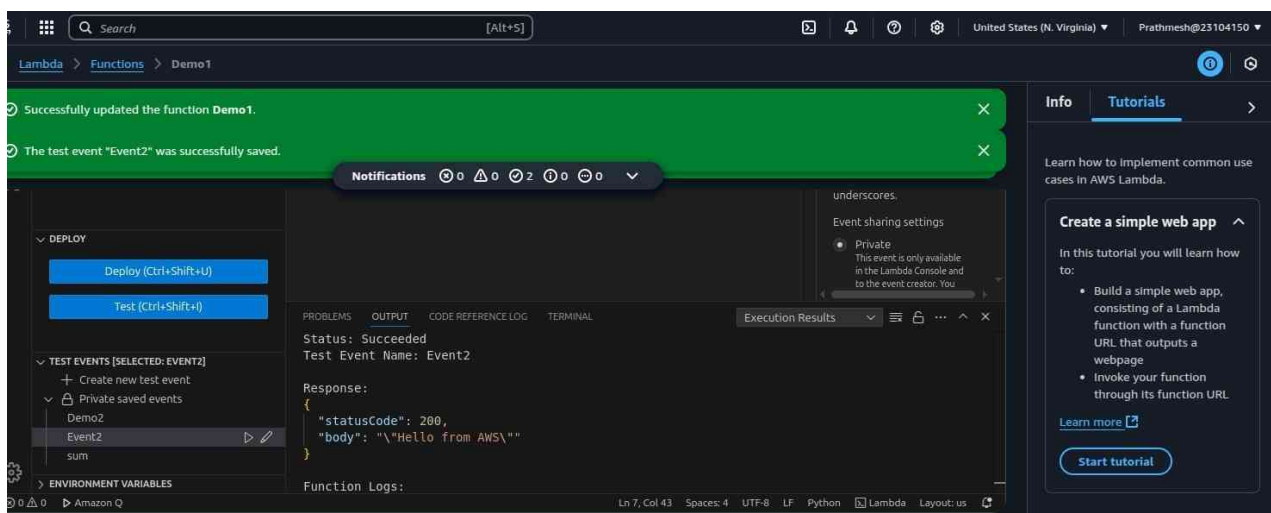 Search [Alt+S] United States (N. Virginia) ▼ Prathmesh@23104150 ▼
Lambda > Functions > Demo1
Successfully updated the function Demo1.
The test event "Event2" was successfully saved.
Notifications 0 0 2 0 0
DEPLOY
Deploy (Ctrl+Shift+U)
Test (Ctrl+Shift+I)
TEST EVENTS [SELECTED: EVENT2]
Create new test event
Private saved events
Demo2
Event2
sum
ENVIRONMENT VARIABLES
underscores.
Event sharing settings
Private
This event is only available
in the Lambda Console and
to the event creator. You
PROBLEMS OUTPUT CODE REFERENCE LOG TERMINAL Execution Results
Status: Succeeded
Test Event Name: Event2
Response:
{
"statusCode": 200,
"body": "\"Hello from AWS\""
}
Function Logs:
0 0 Amazon Q Ln 7, Col 43 Spaces: 4 UTF-8 LF Python Lambda Layout: us
Info Tutorials
Learn how to implement common use
cases in AWS Lambda.
Create a simple web app
In this tutorial you will learn how
to:
• Build a simple web app,
consisting of a Lambda
function with a function
URL that outputs a
webpage
• Invoke your function
through its function URL
Learn more
Start tutorial